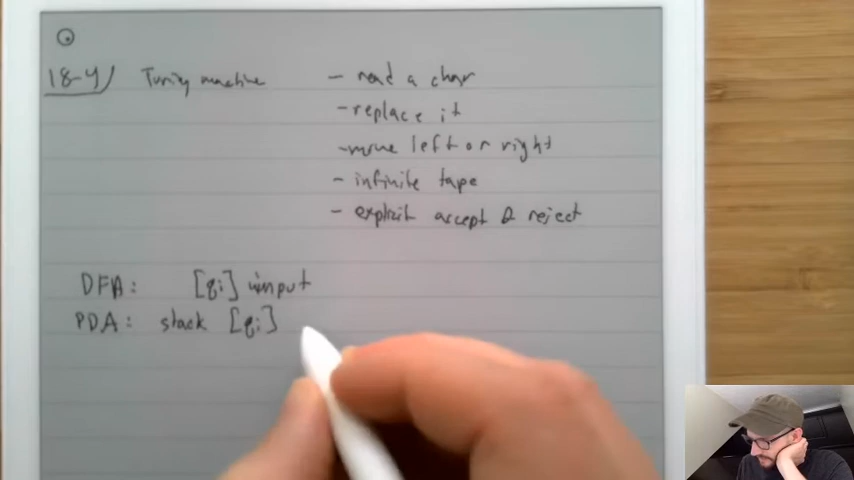 18-4/ Turing machine - read a char
- replace it
- move left or right
- infinite tape
- explicit accept & reject
DFA: [qi] input
PDA: stack [qi]